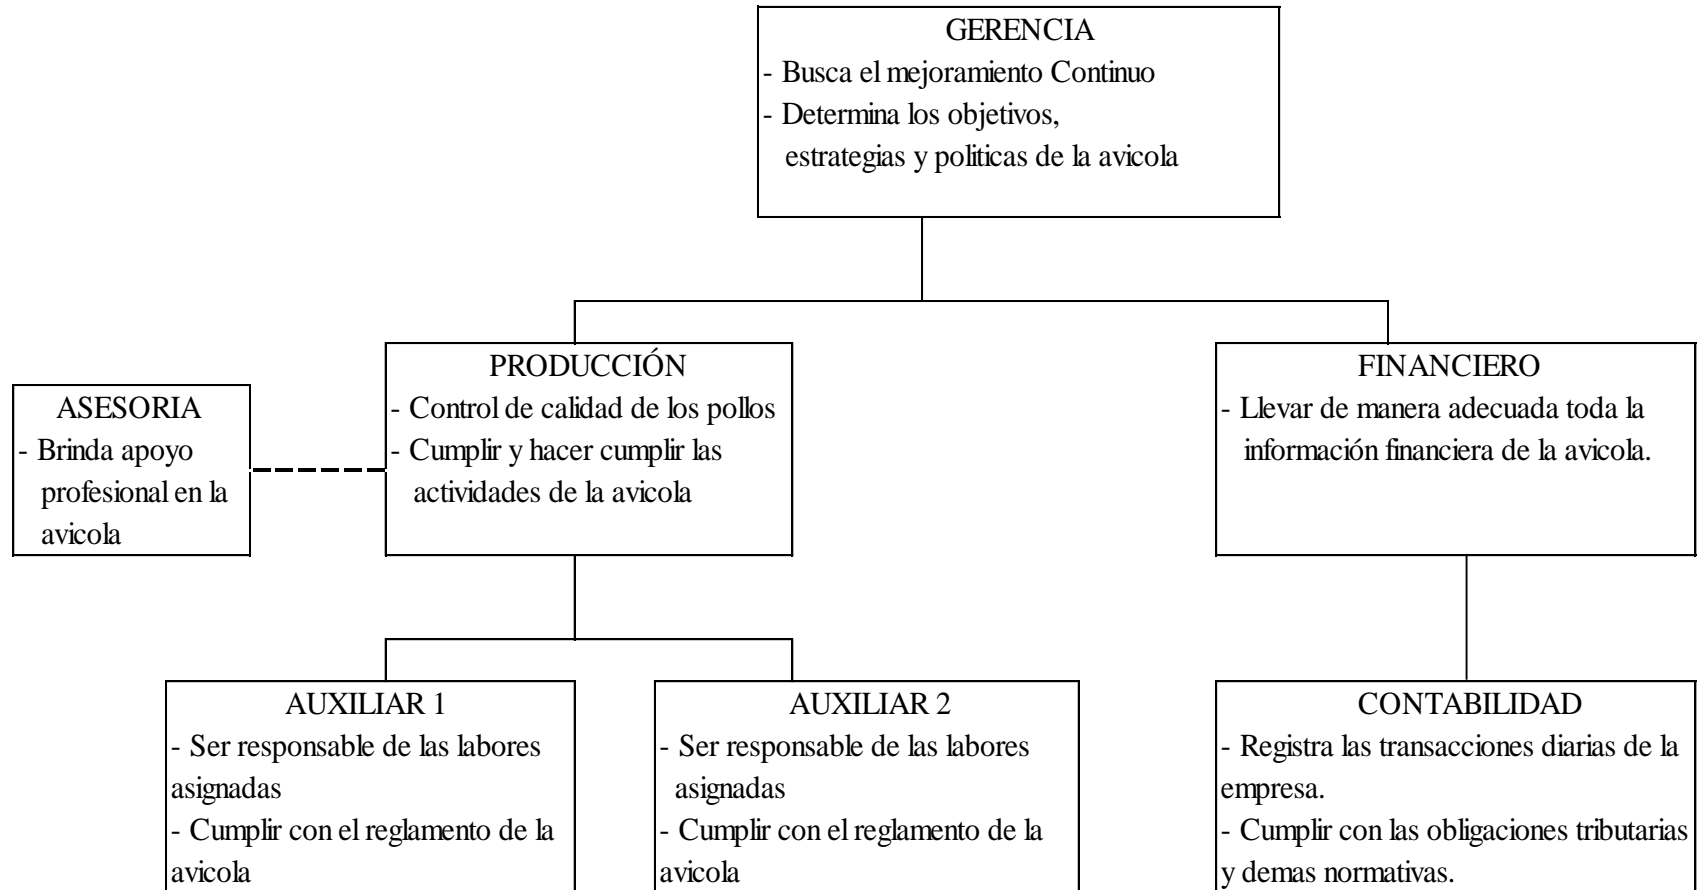 GERENCIA
- Busca el mejoramiento Continuo
- Determina los objetivos,
estrategias y politicas de la avicola
PRODUCCIÓN
- Control de calidad de los pollos
- Cumplir y hacer cumplir las
actividades de la avicola
FINANCIERO
- Llevar de manera adecuada toda la
información financiera de la avicola.
ASESORIA
- Brinda apoyo
profesional en la
avicola
AUXILIAR 1
- Ser responsable de las labores
asignadas
- Cumplir con el reglamento de la
avicola
AUXILIAR 2
- Ser responsable de las labores
asignadas
- Cumplir con el reglamento de la
avicola
CONTABILIDAD
- Registra las transacciones diarias de la
empresa.
- Cumplir con las obligaciones tributarias
y demas normativas.